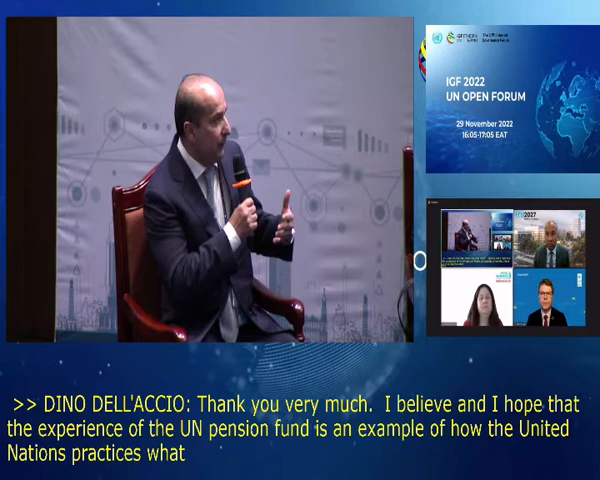 IGF 2022
UN OPEN FORUM
29 November 2022
16:05-17:05 EAT
2027
>> DINO DELL'ACCIO: Thank you very much.  I believe and I hope that
the experience of the UN pension fund is an example of how the United
Nations practices what